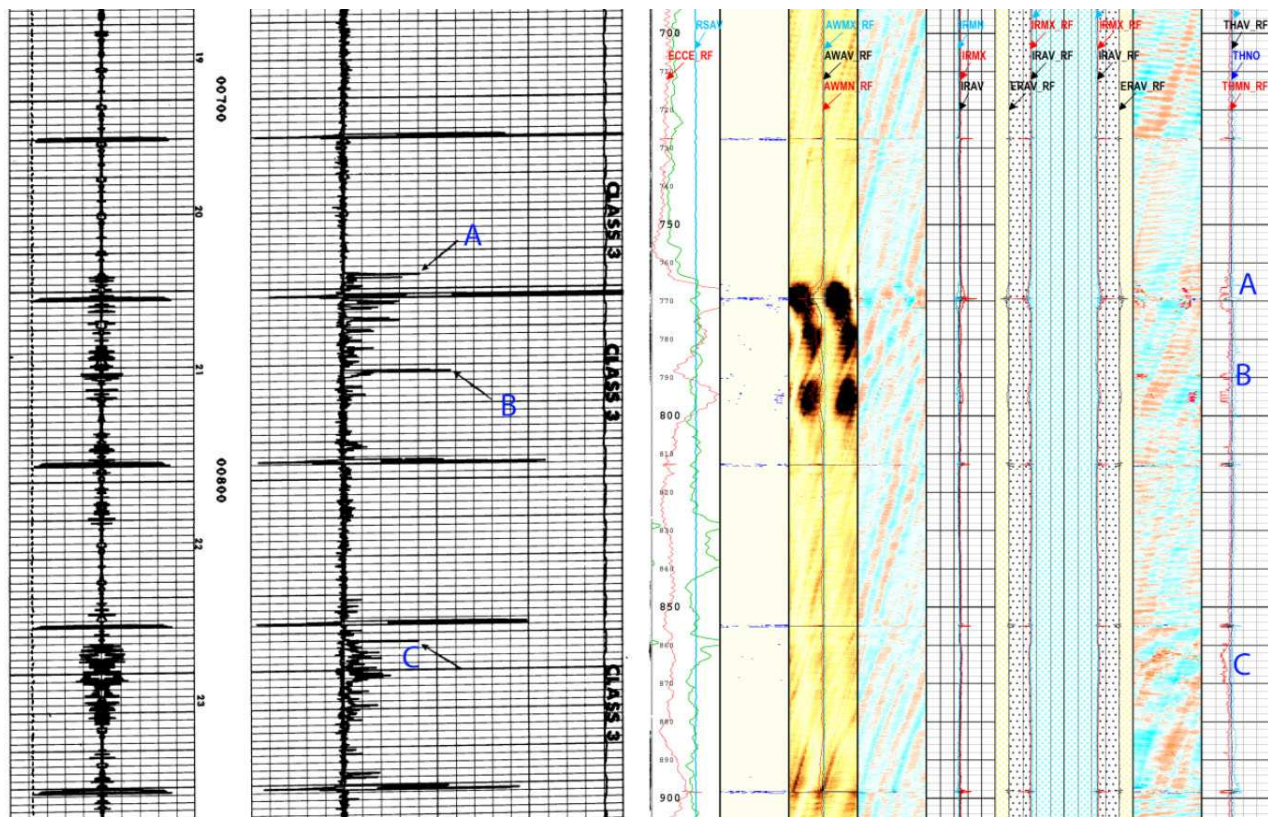 19
00700
20
21
00800
22
23
CLASS 3
CLASS 3
CLASS 3
A
B
C
RSAV
ECCE_RF
AWMX_RF
AWAV_RF
AWMN_RF
IRMN
IRMX
IRAV
IRMX_RF
IRAV_RF
ERAV_RF
IRMX_RF
IRAV_RF
ERAV_RF
THAV_RF
THNO
THMN_RF
700
710
720
730
740
750
760
770
780
790
800
810
820
830
840
850
860
870
880
890
900
A
B
C